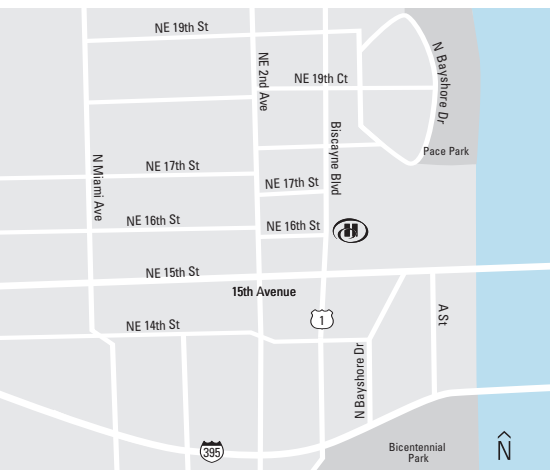 NE 19th St
N Bayshore Dr
NE 2nd Ave
NE 19th Ct
Biscayne Blvd
Pace Park
N Miami Ave
NE 17th St
NE 17th St
NE 16th St
NE 16th St
H
NE 15th St
15th Avenue
1
A St
NE 14th St
N Bayshore Dr
395
Bicentennial
Park
N